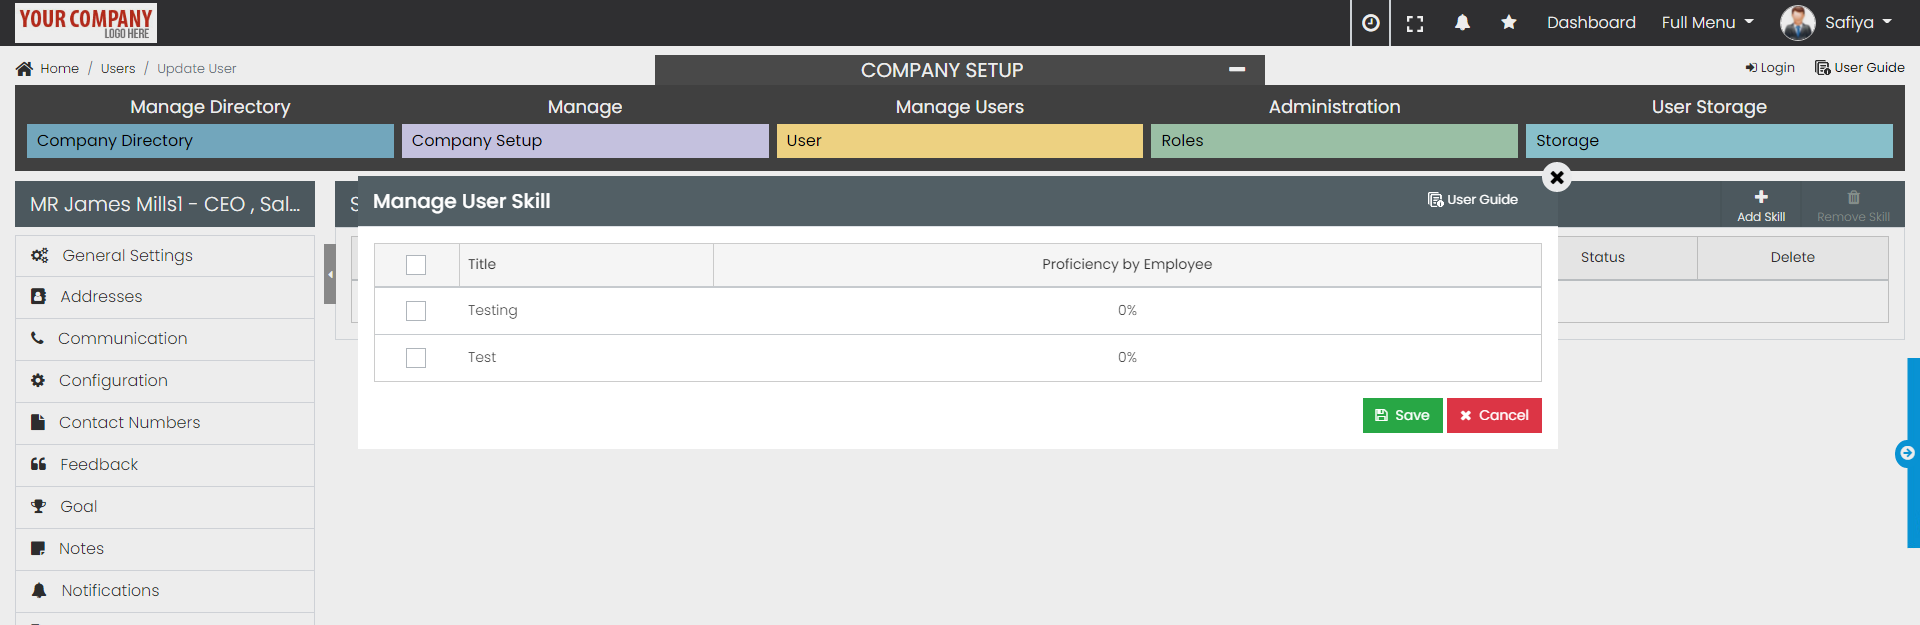 YOUR COMPANY
LOGO HERE
Dashboard
Full Menu
Safiya
Home / Users / Update User
COMPANY SETUP
Login
User Guide
Manage Directory
Manage
Manage Users
Administration
User Storage
Company Directory
Company Setup
User
Roles
Storage
MR James Mills1 - CEO , Sal...
General Settings
Addresses
Communication
Configuration
Contact Numbers
Feedback
Goal
Notes
Notifications
S
Add Skill
Remove Skill
Status
Delete
Manage User Skill
User Guide
Title
Proficiency by Employee
Testing
0%
Test
0%
Save
Cancel